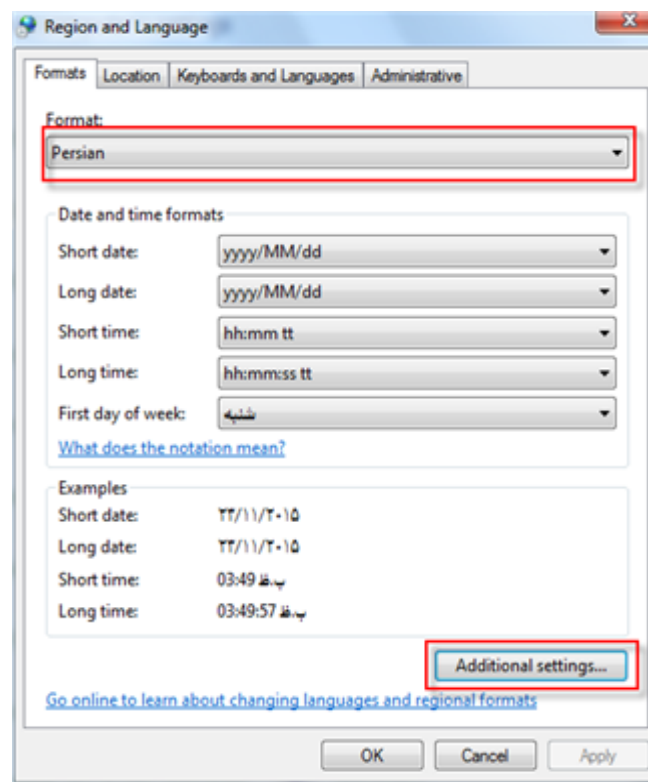 Region and Language
Formats
Location
Keyboards and Languages
Administrative
Format:
Persian
Date and time formats
Short date: yyyy/MM/dd
Long date: yyyy/MM/dd
Short time: hh:mm tt
Long time: hh:mm:ss tt
First day of week: شنبه
What does the notation mean?
Examples
Short date: ۲۳/۱۱/۲۰۱۵
Long date: ۲۳/۱۱/۲۰۱۵
Short time: 03:49 ب.ظ
Long time: 03:49:57 ب.ظ
Additional settings...
Go online to learn about changing languages and regional formats
OK
Cancel
Apply